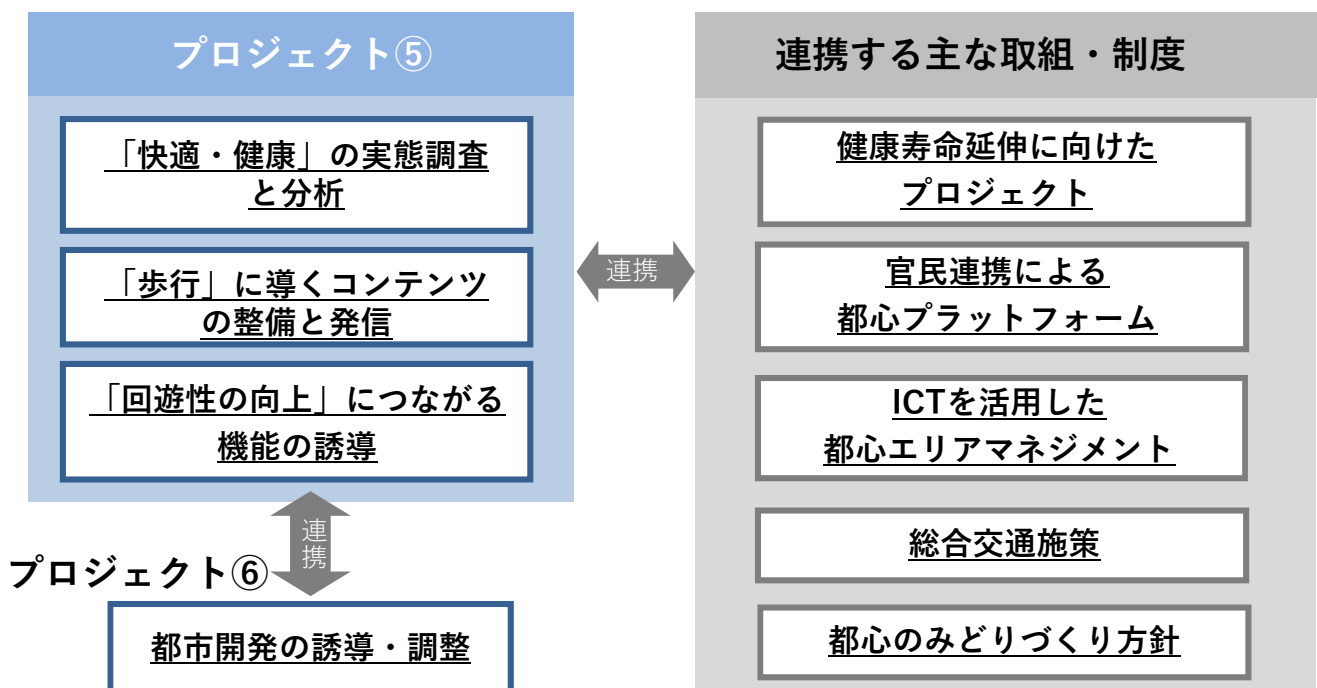 プロジェクト⑤
「快適・健康」の実態調査
と分析
「歩行」に導くコンテンツ
の整備と発信
「回遊性の向上」につながる
機能の誘導
連携
プロジェクト⑥
都市開発の誘導・調整
連携
連携する主な取組・制度
健康寿命延伸に向けた
プロジェクト
官民連携による
都心プラットフォーム
ICTを活用した
都心エリアマネジメント
総合交通施策
都心のみどりづくり方針